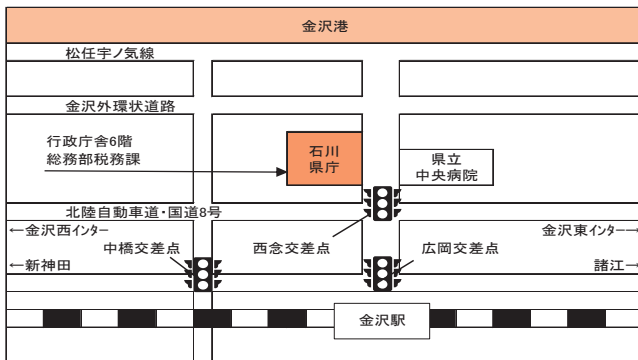 金沢港
松任宇ノ気線
金沢外環状道路
行政庁舎6階
総務部税務課
石川
県庁
県立
中央病院
北陸自動車道・国道8号
←金沢西インター
金沢東インター→
中橋交差点
西念交差点
広岡交差点
←新神田
諸江→
金沢駅